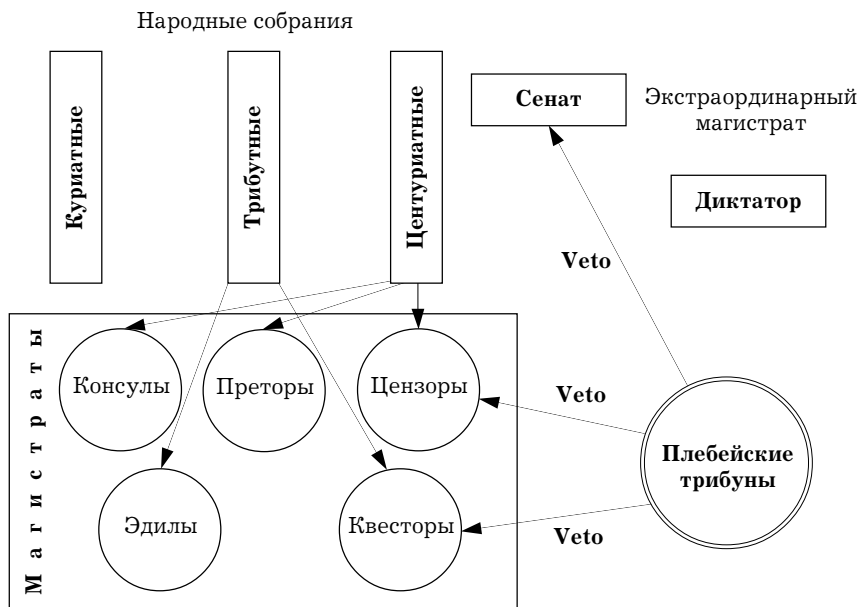 Народные собрания
Куриатные
Трибутные
Центуриатные
Сенат
Экстраординарный
магистрат
Диктатор
Veto
Магистраты
Консулы
Преторы
Цензоры
Veto
Плебейские
трибуны
Эдилы
Квесторы
Veto